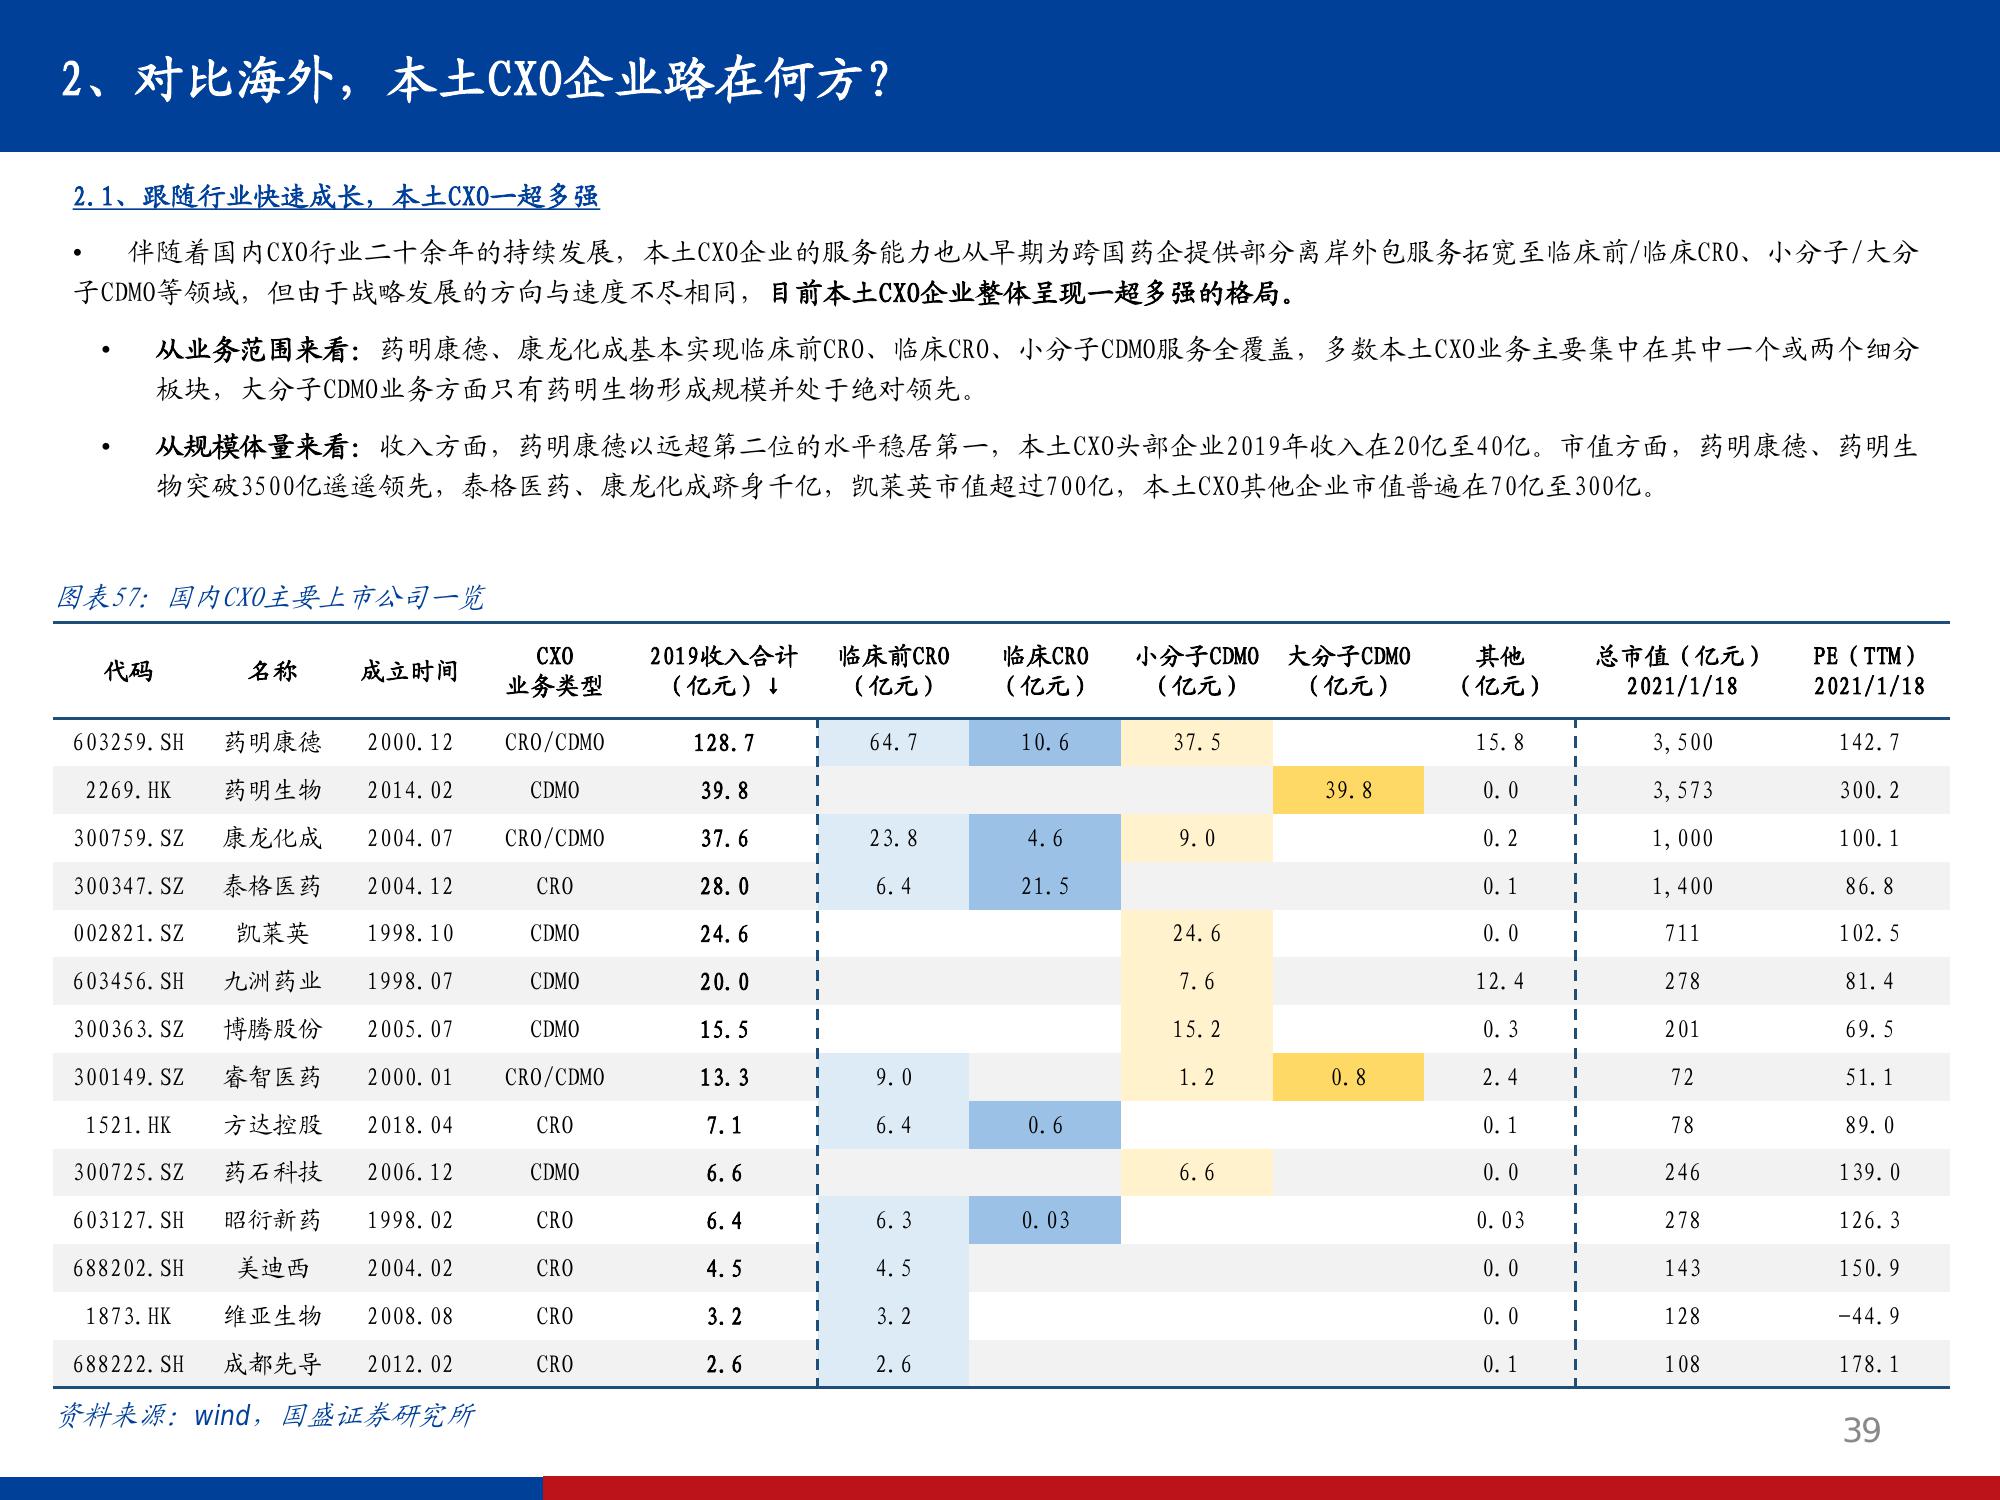 2、对比海外，本土CXO企业路在何方？
2.1、跟随行业快速成长，本土CXO一超多强
• 伴随着国内CXO行业二十余年的持续发展，本土CXO企业的服务能力也从早期为跨国药企提供部分离岸外包服务拓宽至临床前/临床CRO、小分子/大分
子CDMO等领域，但由于战略发展的方向与速度不尽相同，目前本土CXO企业整体呈现一超多强的格局。
• 从业务范围来看：药明康德、康龙化成基本实现临床前CRO、临床CRO、小分子CDMO服务全覆盖，多数本土CXO业务主要集中在其中一个或两个细分
板块，大分子CDMO业务方面只有药明生物形成规模并处于绝对领先。
• 从规模体量来看：收入方面，药明康德以远超第二位的水平稳居第一，本土CXO头部企业2019年收入在20亿至40亿。市值方面，药明康德、药明生
物突破3500亿遥遥领先，泰格医药、康龙化成跻身千亿，凯莱英市值超过700亿，本土CXO其他企业市值普遍在70亿至300亿。
图表57：国内CXO主要上市公司一览
代码 名称 成立时间 CXO 业务类型 2019收入合计（亿元）↓ 临床前CRO（亿元） 临床CRO（亿元） 小分子CDMO（亿元） 大分子CDMO（亿元） 其他（亿元） 总市值（亿元）2021/1/18 PE（TTM）2021/1/18
603259.SH 药明康德 2000.12 CRO/CDMO 128.7 64.7 10.6 37.5 15.8 3,500 142.7
2269.HK 药明生物 2014.02 CDMO 39.8 39.8 0.0 3,573 300.2
300759.SZ 康龙化成 2004.07 CRO/CDMO 37.6 23.8 4.6 9.0 0.2 1,000 100.1
300347.SZ 泰格医药 2004.12 CRO 28.0 6.4 21.5 0.1 1,400 86.8
002821.SZ 凯莱英 1998.10 CDMO 24.6 24.6 0.0 711 102.5
603456.SH 九洲药业 1998.07 CDMO 20.0 7.6 12.4 278 81.4
300363.SZ 博腾股份 2005.07 CDMO 15.5 15.2 0.3 201 69.5
300149.SZ 睿智医药 2000.01 CRO/CDMO 13.3 9.0 1.2 0.8 2.4 72 51.1
1521.HK 方达控股 2018.04 CRO 7.1 6.4 0.6 0.1 78 89.0
300725.SZ 药石科技 2006.12 CDMO 6.6 6.6 0.0 246 139.0
603127.SH 昭衍新药 1998.02 CRO 6.4 6.3 0.03 0.03 278 126.3
688202.SH 美迪西 2004.02 CRO 4.5 4.5 0.0 143 150.9
1873.HK 维亚生物 2008.08 CRO 3.2 3.2 0.0 128 -44.9
688222.SH 成都先导 2012.02 CRO 2.6 2.6 0.1 108 178.1
资料来源：wind，国盛证券研究所
39